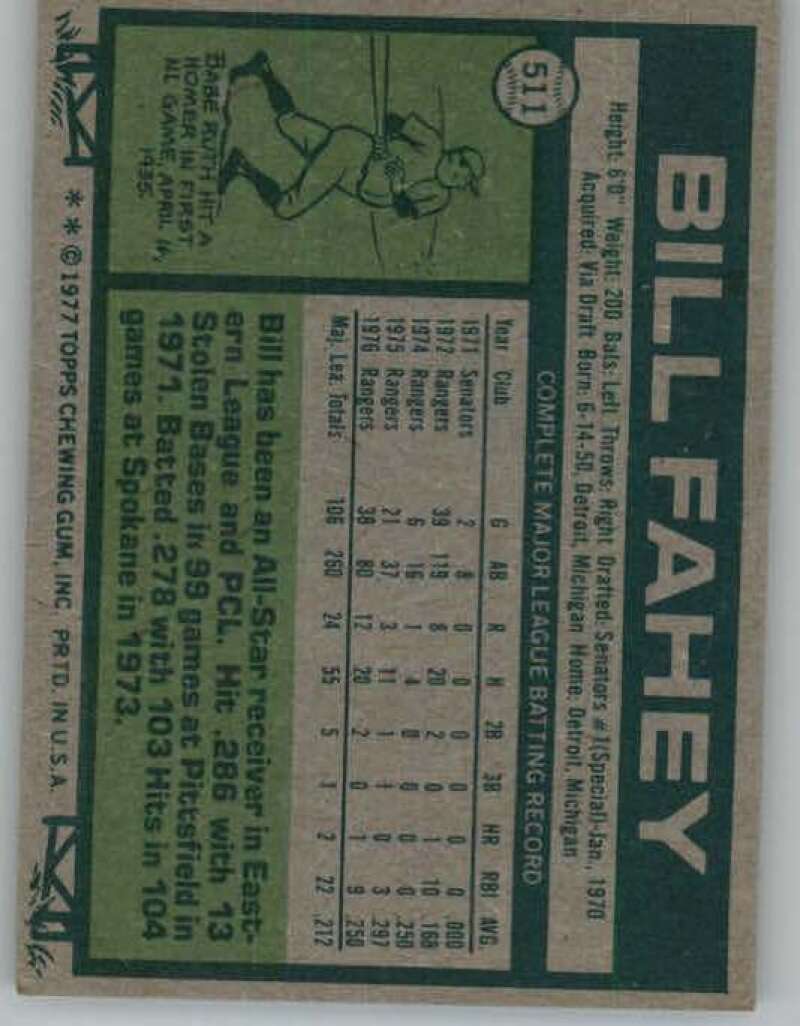 511
BILL FAHEY
Height: 6'0" Weight: 200 Bats: Left Throws: Right Drafted: Senators #1(Special)-Jan., 1970
Acquired: Via Draft Born: 6-14-50, Detroit, Michigan Home: Detroit, Michigan
COMPLETE MAJOR LEAGUE BATTING RECORD
Year Club G AB R H 2B 3B HR RBI AVG.
1971 Senators 2 8 0 0 0 0 0 0 .000
1972 Rangers 39 119 8 20 2 0 1 10 .168
1974 Rangers 6 16 1 4 0 0 0 0 .250
1975 Rangers 21 37 3 11 1 1 0 3 .297
1976 Rangers 38 80 12 20 2 0 1 9 .250
Maj. Lea. Totals 106 260 24 55 5 1 2 22 .212
Bill has been an All-Star receiver in East-
ern League and PCL. Hit .286 with 13
Stolen Bases in 99 games at Pittsfield in
1971. Batted .278 with 103 Hits in 104
games at Spokane in 1973.
BABE RUTH HIT A
HOMER IN FIRST
NL GAME, APRIL 16,
1935.
* * © 1977 TOPPS CHEWING GUM, INC. PRTD. IN U.S.A.